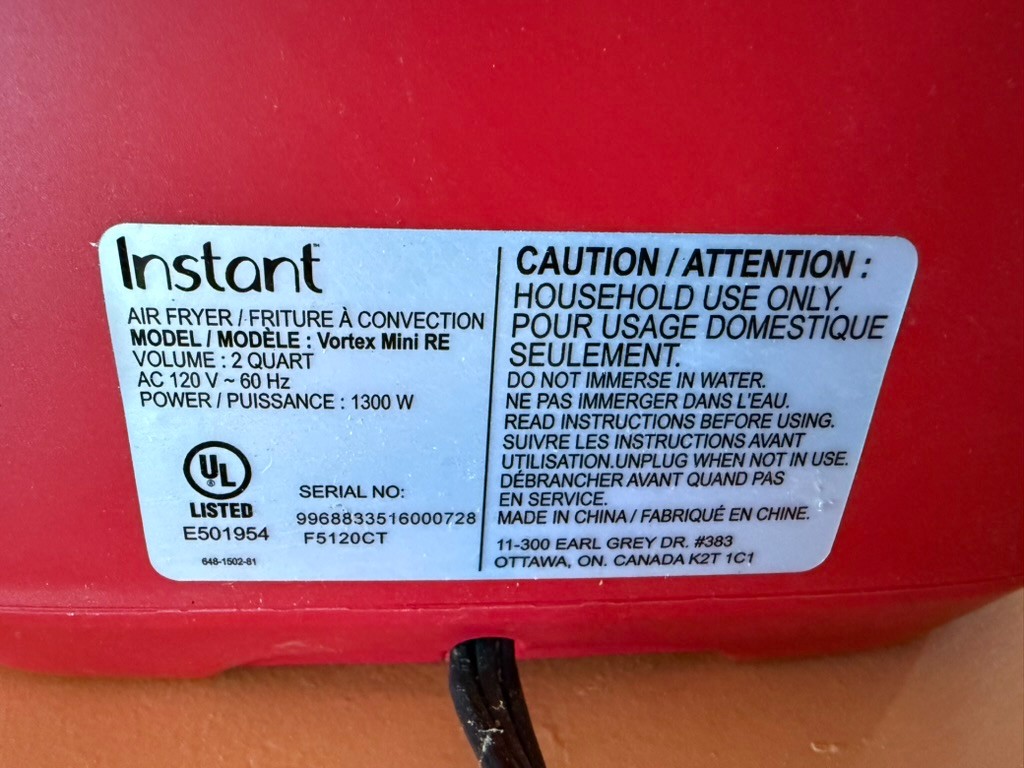 Instant™
AIR FRYER / FRITURE À CONVECTION
MODEL / MODÈLE : Vortex Mini RE
VOLUME : 2 QUART
AC 120 V ~ 60 Hz
POWER / PUISSANCE : 1300 W
UL
LISTED
E501954
648-1502-81
SERIAL NO:
9968833516000728
F5120CT
CAUTION / ATTENTION :
HOUSEHOLD USE ONLY.
POUR USAGE DOMESTIQUE
SEULEMENT.
DO NOT IMMERSE IN WATER.
NE PAS IMMERGER DANS L'EAU.
READ INSTRUCTIONS BEFORE USING.
SUIVRE LES INSTRUCTIONS AVANT
UTILISATION.UNPLUG WHEN NOT IN USE.
DÉBRANCHER AVANT QUAND PAS
EN SERVICE.
MADE IN CHINA / FABRIQUÉ EN CHINE.
11-300 EARL GREY DR. #383
OTTAWA, ON. CANADA K2T 1C1